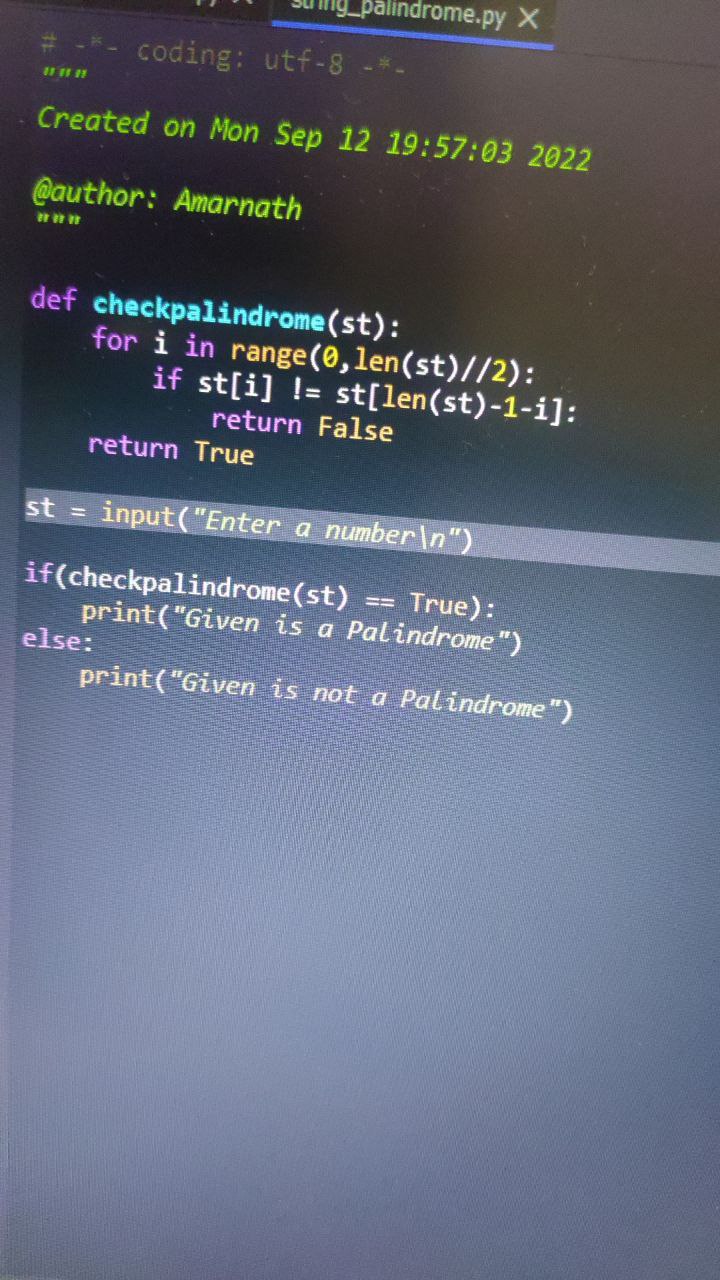 string_palindrome.py
# -*- coding: utf-8 -*-
"""
Created on Mon Sep 12 19:57:03 2022
@author: Amarnath
"""
def checkpalindrome(st):
    for i in range(0,len(st)//2):
        if st[i] != st[len(st)-1-i]:
            return False
    return True
st = input("Enter a number\n")
if(checkpalindrome(st) == True):
    print("Given is a Palindrome")
else:
    print("Given is not a Palindrome")